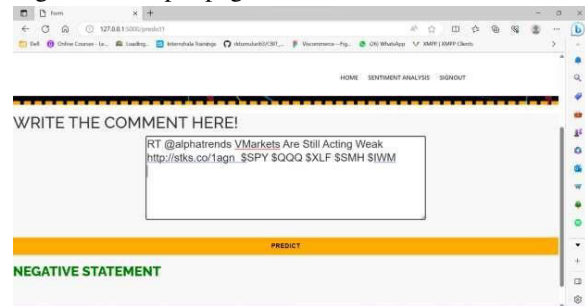 Form
127.0.0.1:5000/predict1
Dell
HOME SENTIMENT ANALYSIS SIGNOUT
WRITE THE COMMENT HERE!
RT @alphatrends VMarkets Are Still Acting Weak
http://stks.co/1agn $SPY $QQQ $XLF $SMH $IWM
PREDICT
NEGATIVE STATEMENT